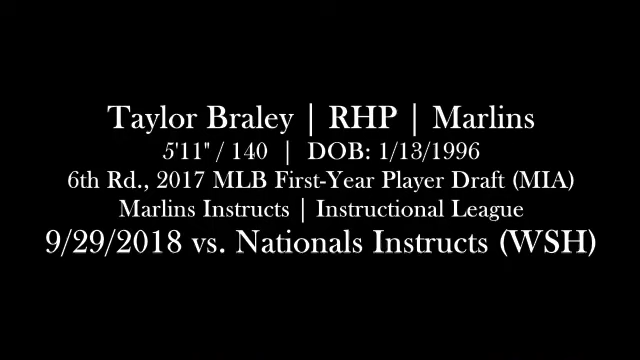 Taylor Braley | RHP | Marlins
5'11" / 140 | DOB: 1/13/1996
6th Rd., 2017 MLB First-Year Player Draft (MIA)
Marlins Instructs | Instructional League
9/29/2018 vs. Nationals Instructs (WSH)